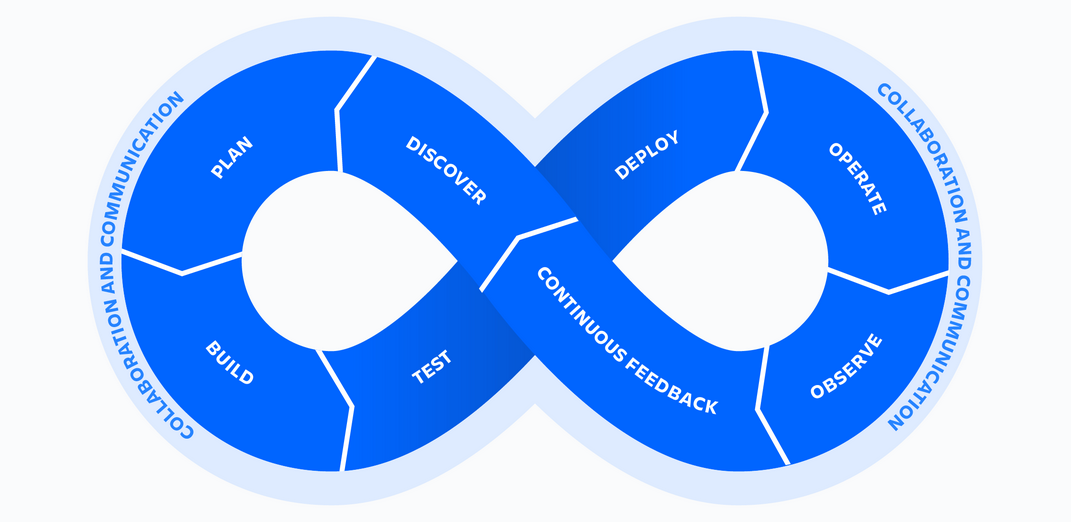 COLLABORATION AND COMMUNICATION
PLAN
DISCOVER
DEPLOY
OPERATE
COLLABORATION AND COMMUNICATION
BUILD
TEST
CONTINUOUS FEEDBACK
OBSERVE